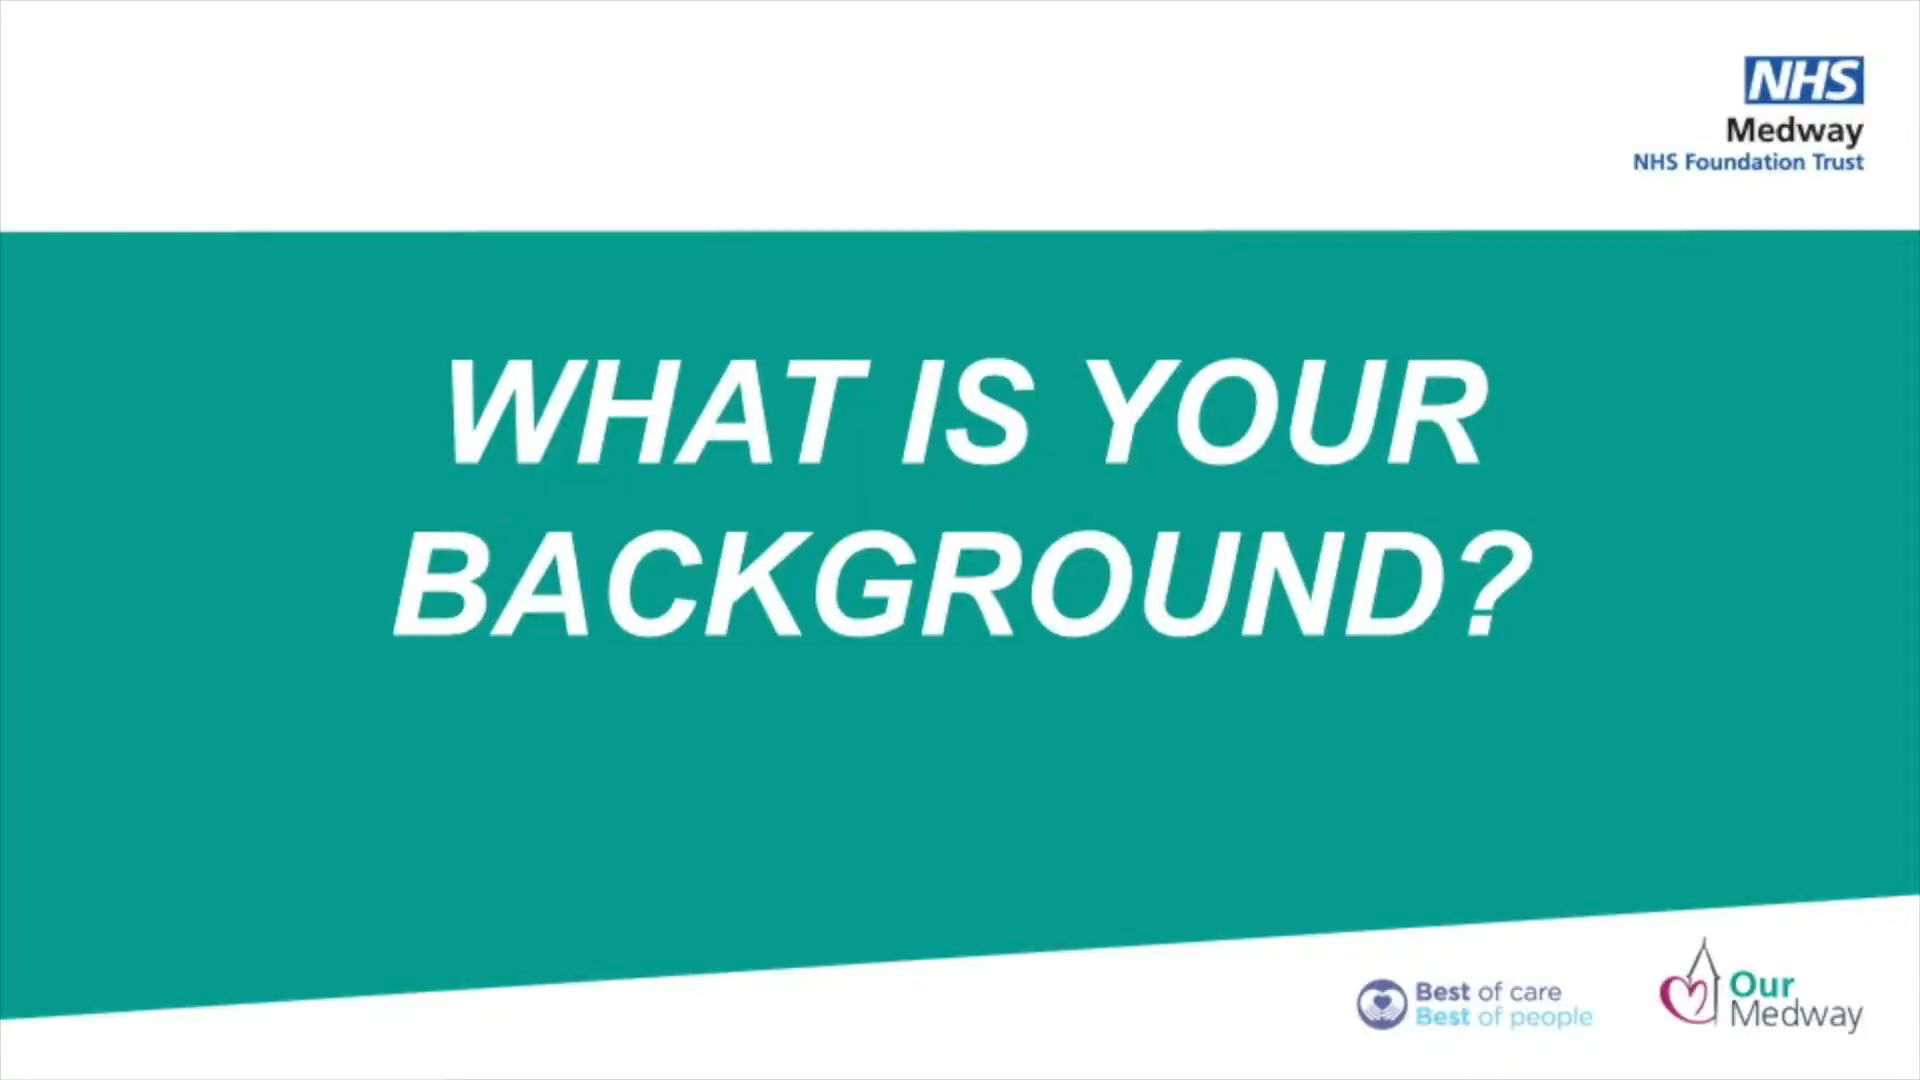 NHS
Medway
NHS Foundation Trust
WHAT IS YOUR
BACKGROUND?
Best of care
Best of people
Our
Medway